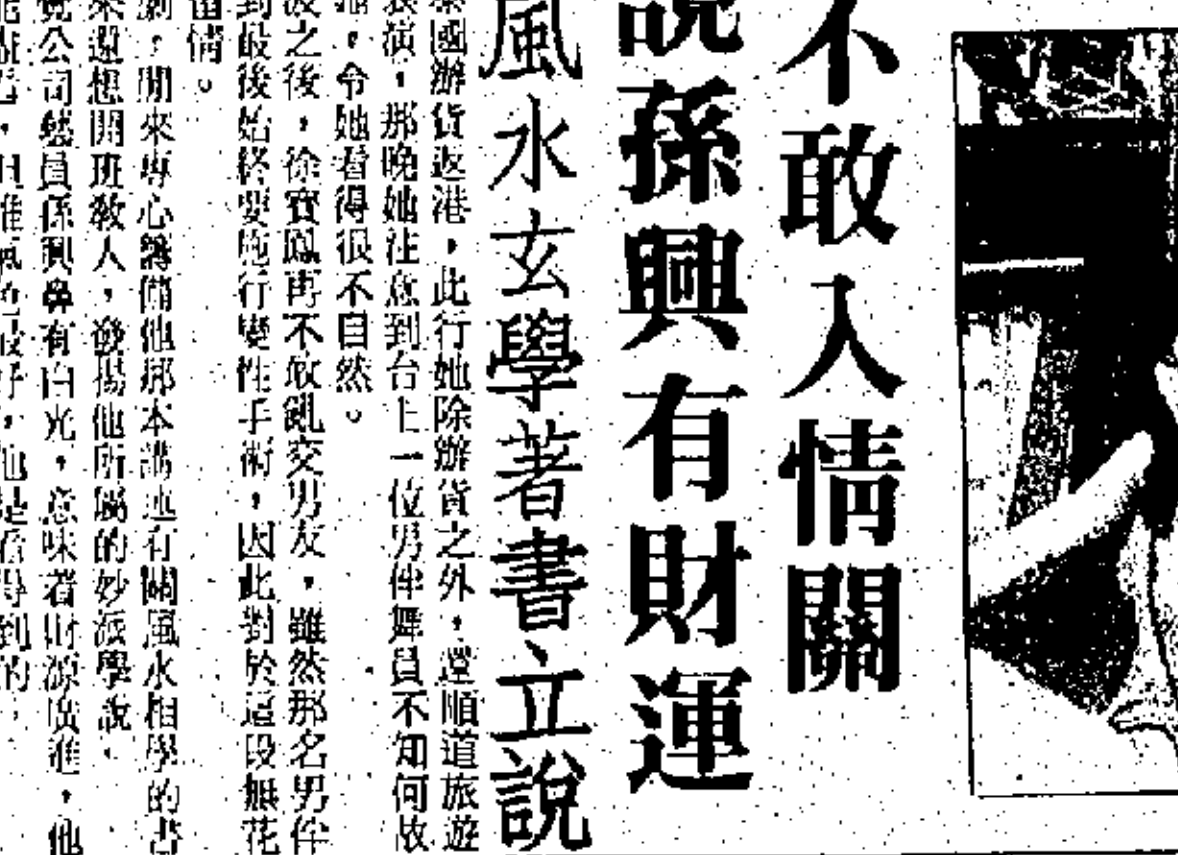 不敢入情關
說孫興有財運
風水玄學著書立說
泰國辦貨返港，此行她除辦貨之外，還順道旅遊
表演，那晚她注意到台上一位男伴舞員不知何故
，令她看得很不自然。
波之後，徐寶鳳再不敢亂交男友，雖然那名男伴
到最後始終要施行變性手術，因此對於這段無花
留情。
劇，閒來專心籌備他那本講述有關風水相學的書
來還想開班教人，發揚他所屬的妙派學說，
覺公司藝員孫興鼻有白光，意味着財源廣進，他
的，